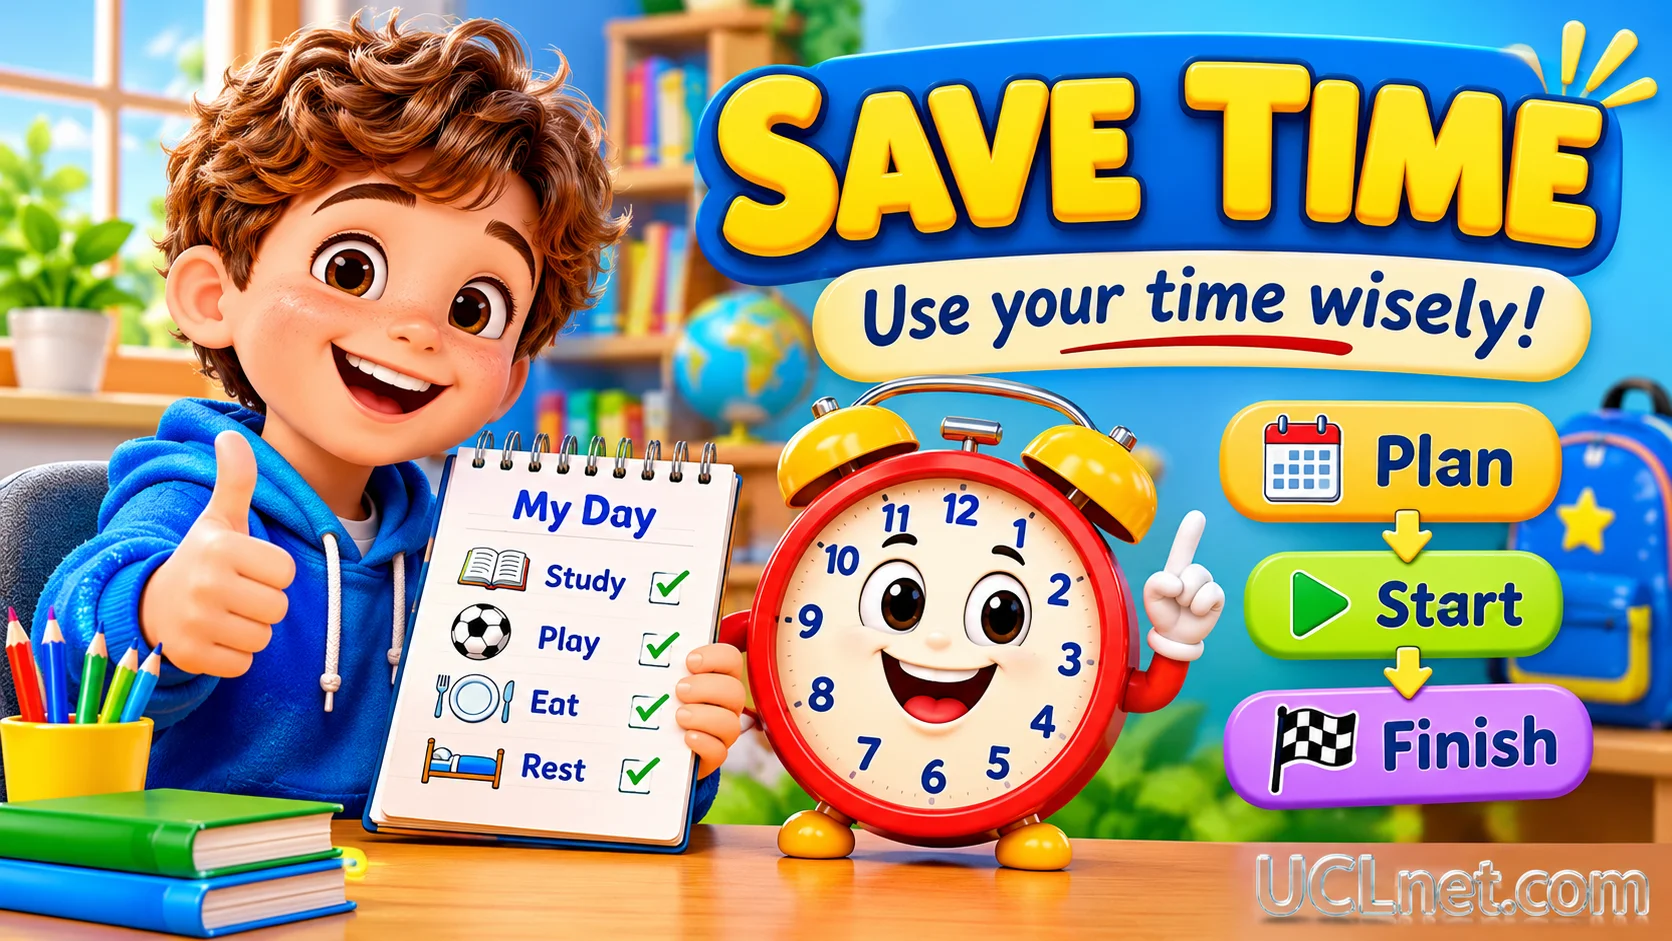 SAVE TIME
Use your time wisely!
My Day
Study
Play
Eat
Rest
11 12 1
10 2
9 3
8 4
7 6 5
Plan
Start
Finish
UCLnet.com